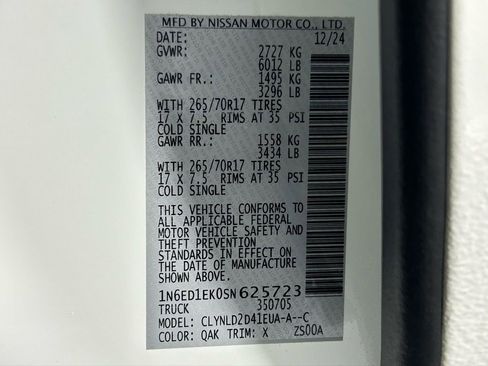 MFD BY NISSAN MOTOR CO., LTD.
DATE: 12/24
GVWR: 2727 KG
6012 LB
GAWR FR.: 1495 KG
3296 LB
WITH 265/70R17 TIRES
17 X 7.5 RIMS AT 35 PSI
COLD SINGLE
GAWR RR.: 1558 KG
3434 LB
WITH 265/70R17 TIRES
17 X 7.5 RIMS AT 35 PSI
COLD SINGLE
THIS VEHICLE CONFORMS TO
ALL APPLICABLE FEDERAL
MOTOR VEHICLE SAFETY AND
THEFT PREVENTION
STANDARDS IN EFFECT ON
THE DATE OF MANUFACTURE
SHOWN ABOVE.
1N6ED1EK0SN625723
TRUCK 350705
MODEL: CLYNLD2D41EUA-A--C
COLOR: QAK TRIM: X ZS00A